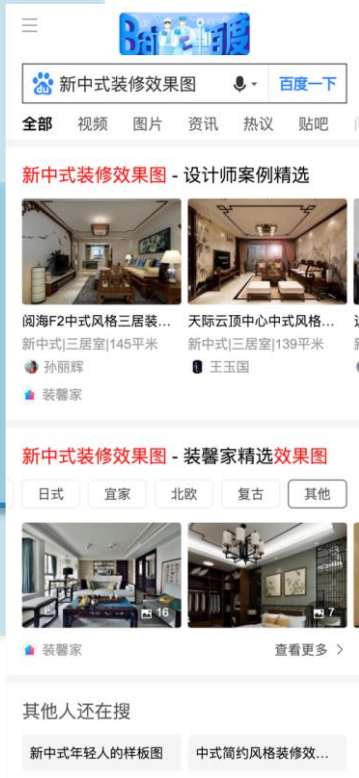 Bai 百度
新中式装修效果图 百度一下
全部 视频 图片 资讯 热议 贴吧
新中式装修效果图 - 设计师案例精选
阅海F2中式风格三居装... 天际云顶中心中式风格...
新中式|三居室|145平米 新中式|三居室|139平米
孙丽辉 王玉国
装馨家
新中式装修效果图 - 装馨家精选效果图
日式 宜家 北欧 复古 其他
16 7
装馨家 查看更多
其他人还在搜
新中式年轻人的样板图 中式简约风格装修效...